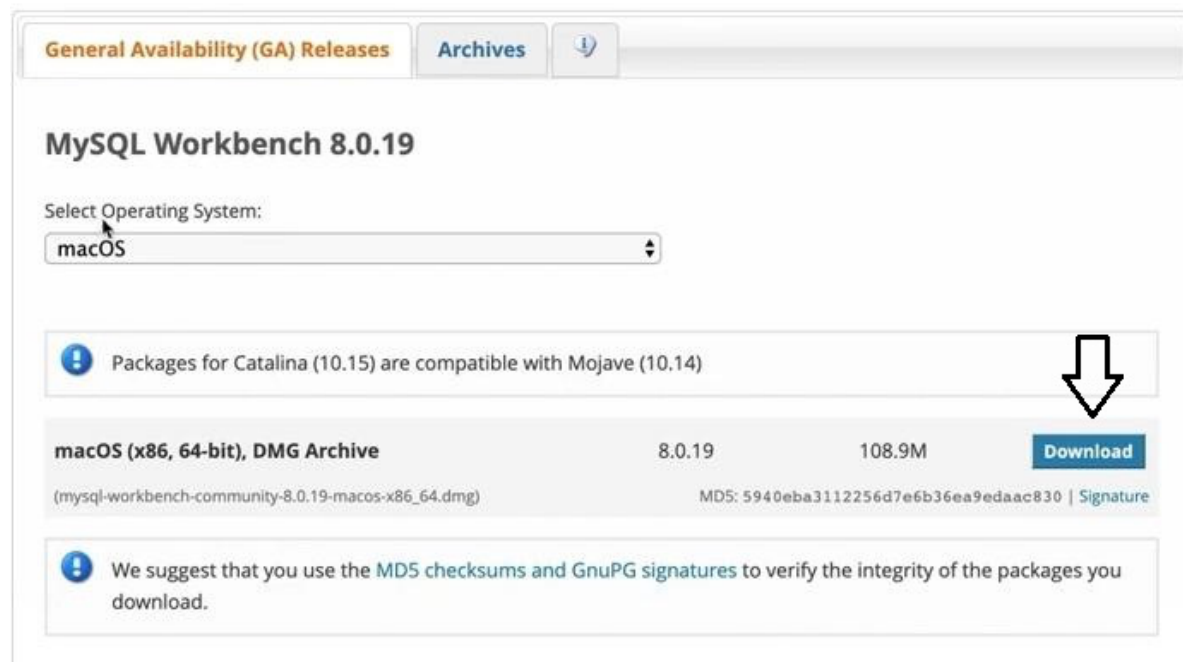 General Availability (GA) Releases
Archives
MySQL Workbench 8.0.19
Select Operating System:
macOS
Packages for Catalina (10.15) are compatible with Mojave (10.14)
macOS (x86, 64-bit), DMG Archive 8.0.19 108.9M Download
(mysql-workbench-community-8.0.19-macos-x86_64.dmg) MD5: 5940eba3112256d7e6b36ea9edaac830 | Signature
We suggest that you use the MD5 checksums and GnuPG signatures to verify the integrity of the packages you
download.